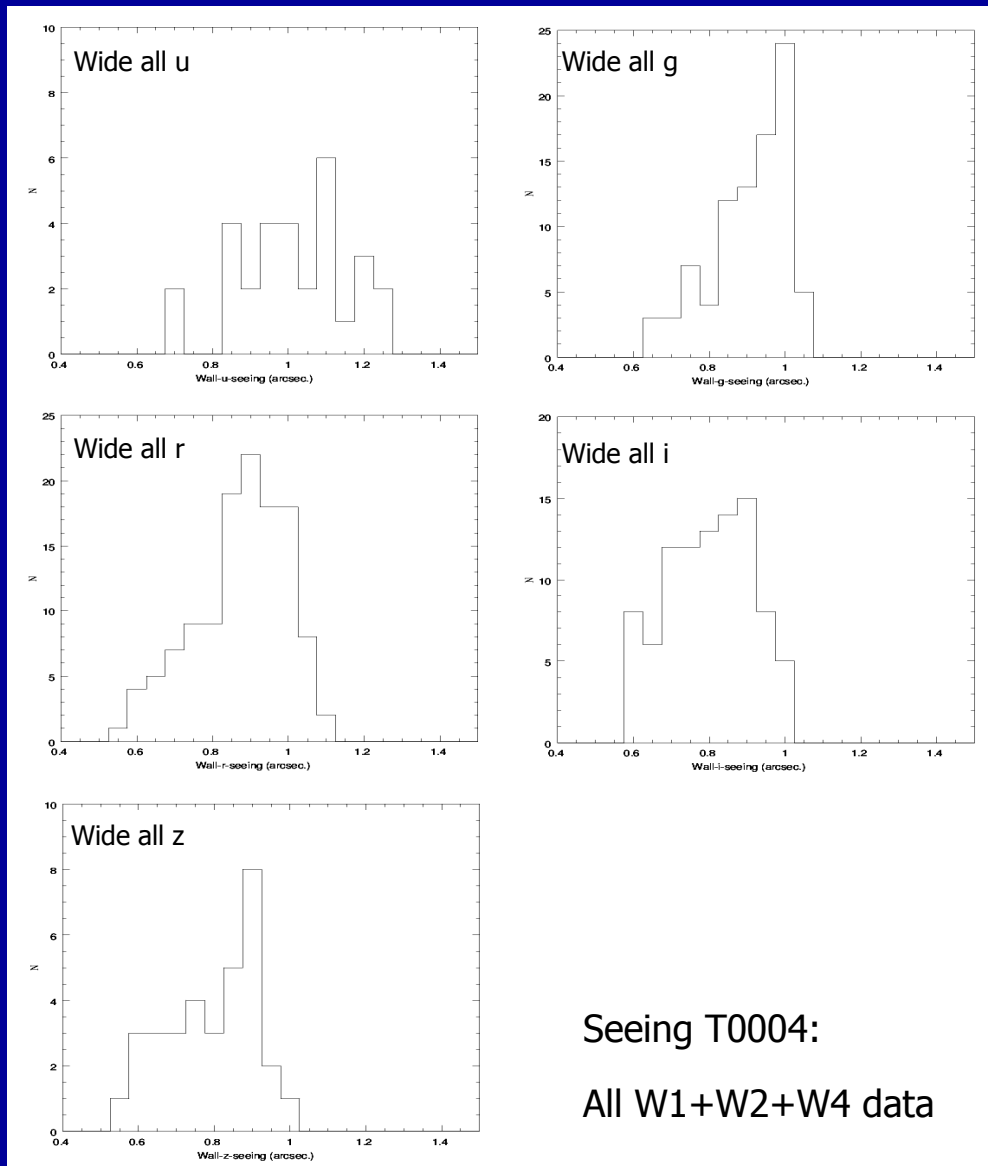 Wide all u
10
8
6
4
2
0
N
0.4 0.6 0.8 1 1.2 1.4
Wall-u-seeing (arcsec.)
Wide all g
25
20
15
10
5
0
N
0.4 0.6 0.8 1 1.2 1.4
Wall-g-seeing (arcsec.)
Wide all r
25
20
15
10
5
0
N
0.4 0.6 0.8 1 1.2 1.4
Wall-r-seeing (arcsec.)
Wide all i
20
15
10
5
0
N
0.4 0.6 0.8 1 1.2 1.4
Wall-i-seeing (arcsec.)
Wide all z
10
8
6
4
2
0
N
0.4 0.6 0.8 1 1.2 1.4
Wall-z-seeing (arcsec.)
Seeing T0004:
All W1+W2+W4 data